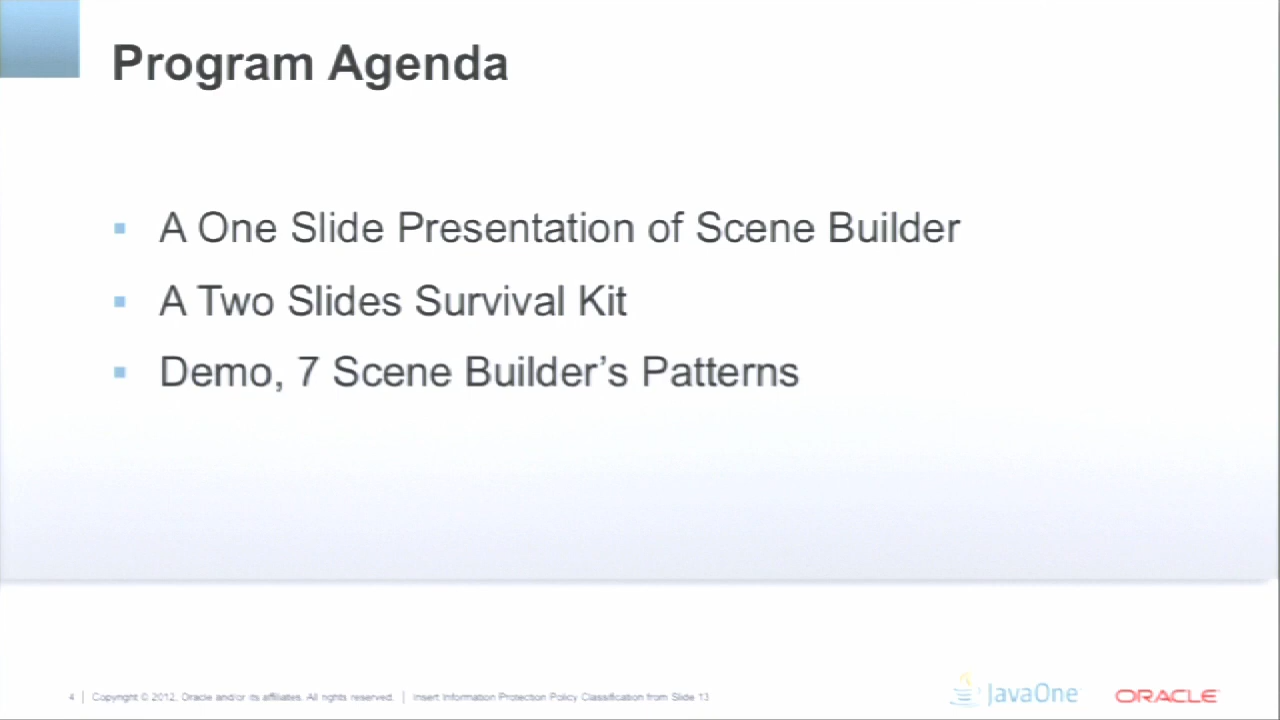 Program Agenda
A One Slide Presentation of Scene Builder
A Two Slides Survival Kit
Demo, 7 Scene Builder’s Patterns
4 | Copyright © 2012, Oracle and/or its affiliates. All rights reserved. | Insert Information Protection Policy Classification from Slide 13
JavaOne
ORACLE